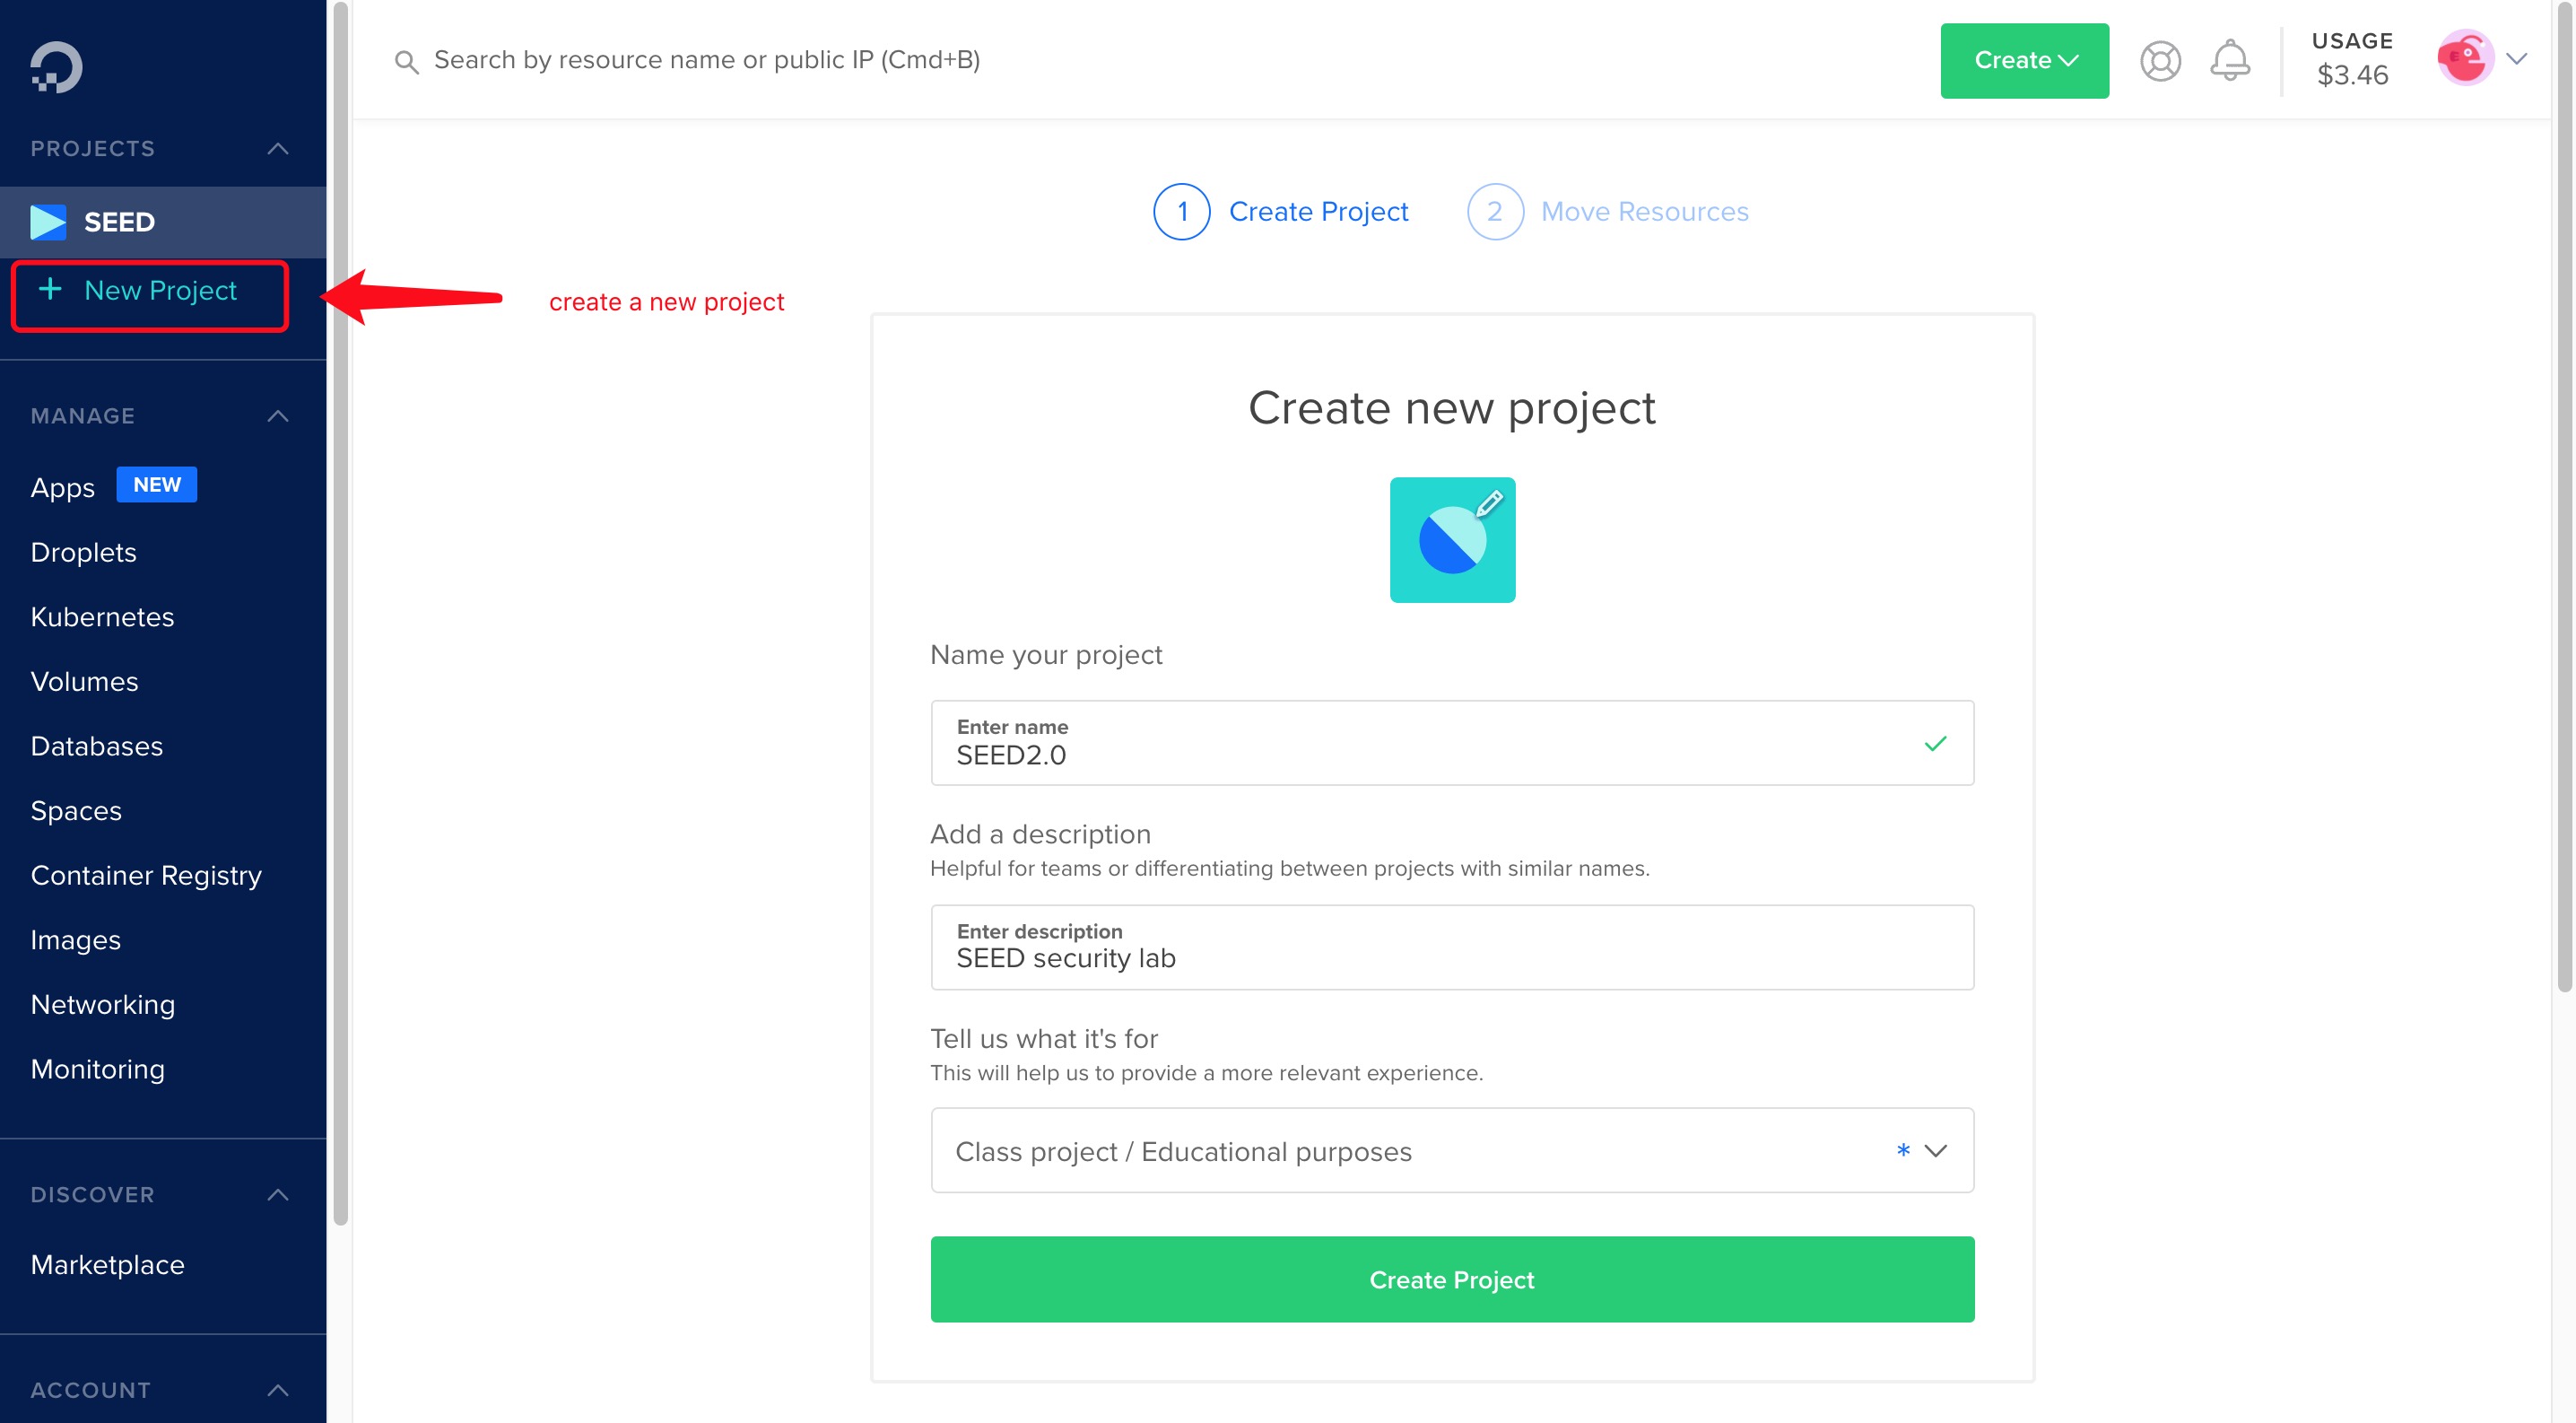 Search by resource name or public IP (Cmd+B)
Create
USAGE
$3.46
PROJECTS
SEED
+ New Project
create a new project
MANAGE
Apps NEW
Droplets
Kubernetes
Volumes
Databases
Spaces
Container Registry
Images
Networking
Monitoring
DISCOVER
Marketplace
ACCOUNT
1 Create Project 2 Move Resources
Create new project
Name your project
Enter name
SEED2.0
Add a description
Helpful for teams or differentiating between projects with similar names.
Enter description
SEED security lab
Tell us what it's for
This will help us to provide a more relevant experience.
Class project / Educational purposes *
Create Project